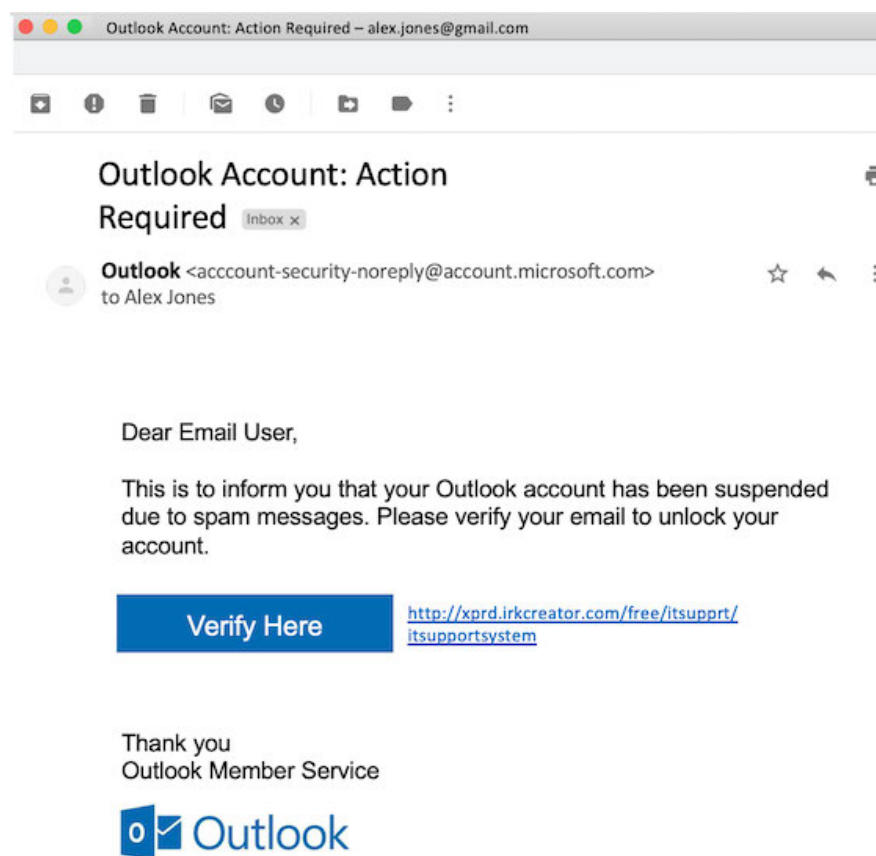 Outlook Account: Action Required – alex.jones@gmail.com
Outlook Account: Action
Required Inbox x
Outlook <acccount-security-noreply@account.microsoft.com>
to Alex Jones
Dear Email User,
This is to inform you that your Outlook account has been suspended
due to spam messages. Please verify your email to unlock your
account.
Verify Here
http://xprd.irkcreator.com/free/itsupprt/
itsupportsystem
Thank you
Outlook Member Service
Outlook